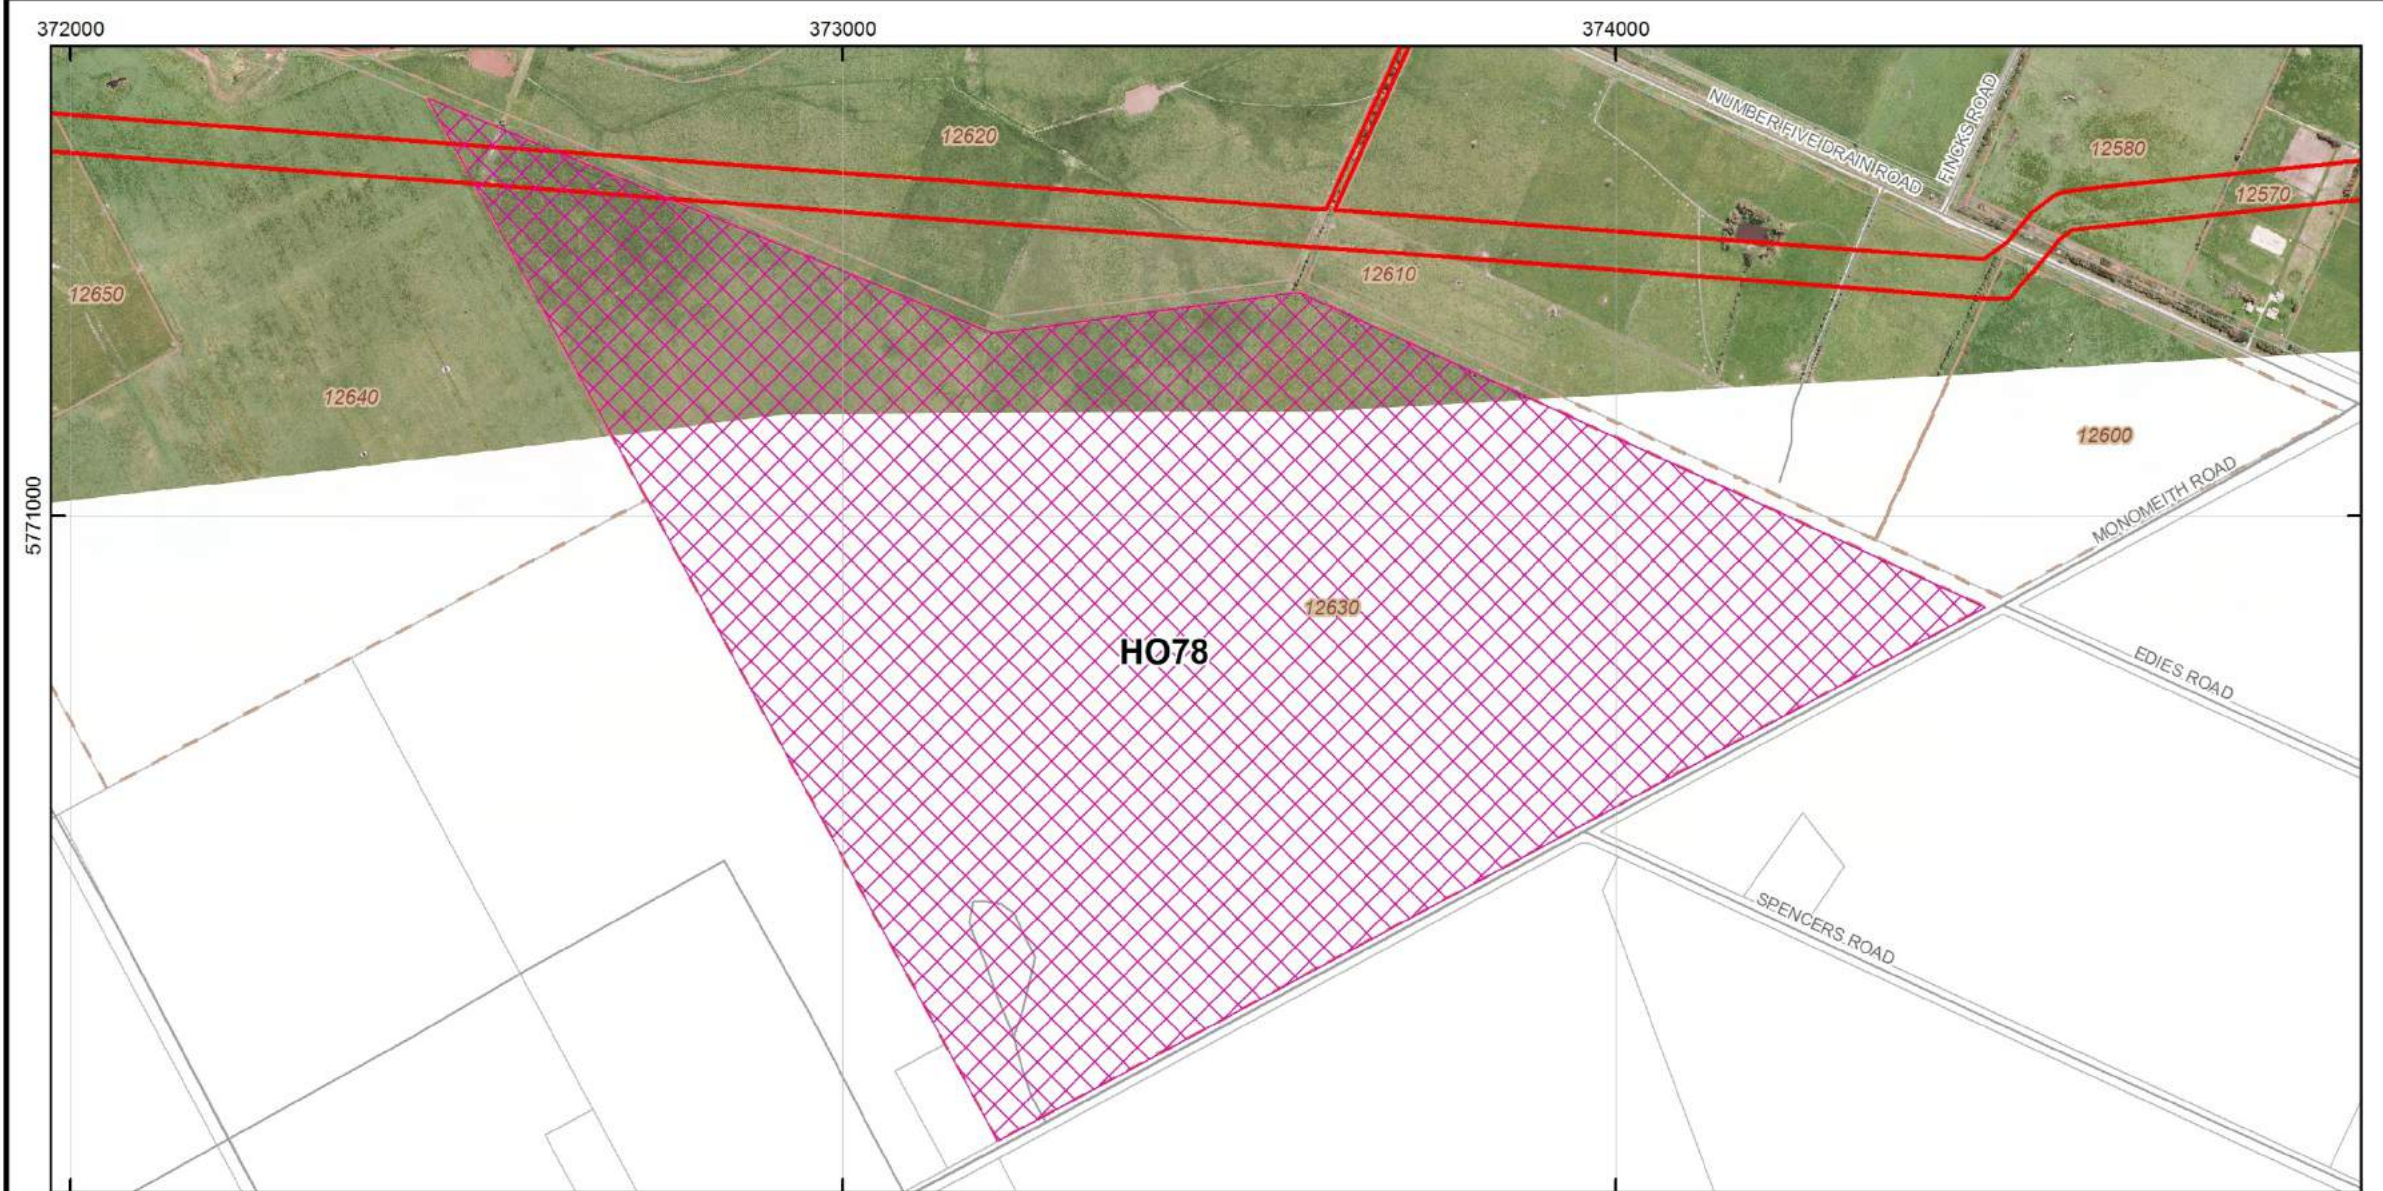 372000
373000
374000
NUMBER FIVE DRAIN ROAD
FINCKS ROAD
12620
12580
12570
12650
12610
12640
12600
5771000
MONOMEITH ROAD
12630
HO78
EDIES ROAD
SPENCERS ROAD